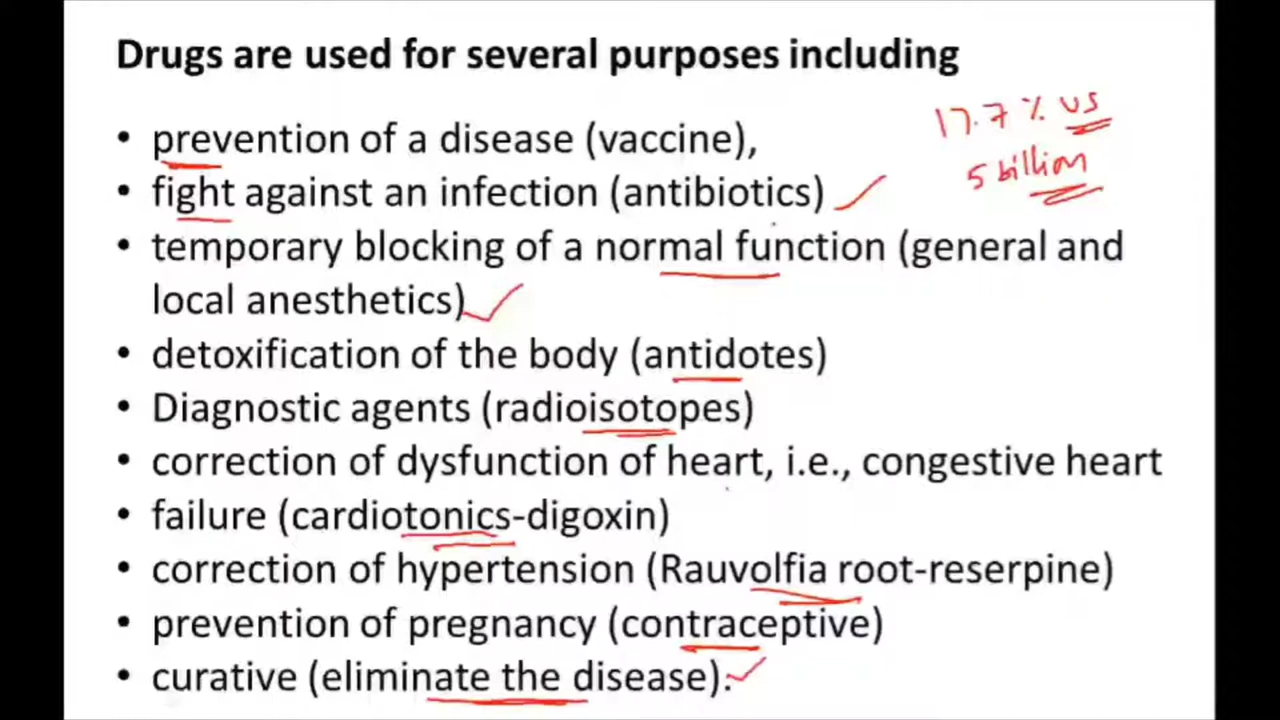 Drugs are used for several purposes including
17.7 % US
5 billion
• prevention of a disease (vaccine),
• fight against an infection (antibiotics)
• temporary blocking of a normal function (general and
local anesthetics)
• detoxification of the body (antidotes)
• Diagnostic agents (radioisotopes)
• correction of dysfunction of heart, i.e., congestive heart
• failure (cardiotonics-digoxin)
• correction of hypertension (Rauvolfia root-reserpine)
• prevention of pregnancy (contraceptive)
• curative (eliminate the disease).